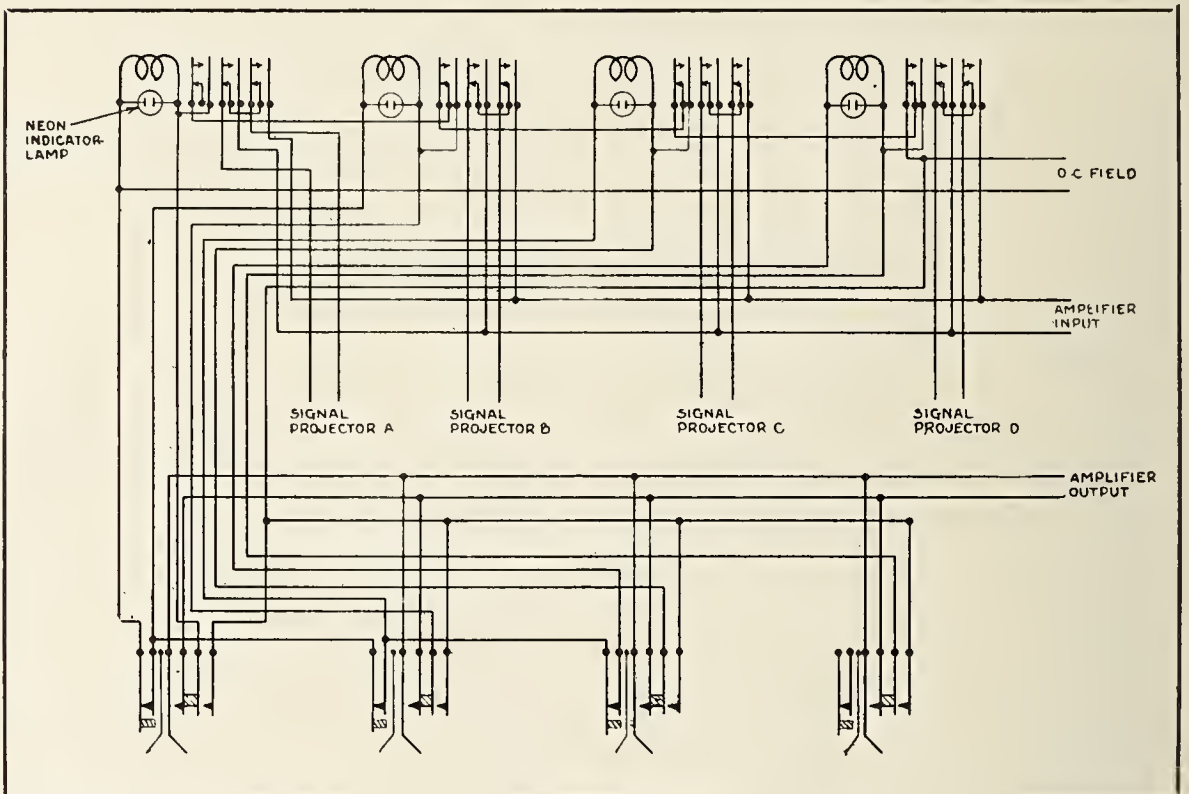 NEON
INDICATOR
LAMP
D.C FIELD
AMPLIFIER
INPUT
SIGNAL
PROJECTOR A
SIGNAL
PROJECTOR B
SIGNAL
PROJECTOR C
SIGNAL
PROJECTOR D
AMPLIFIER
OUTPUT